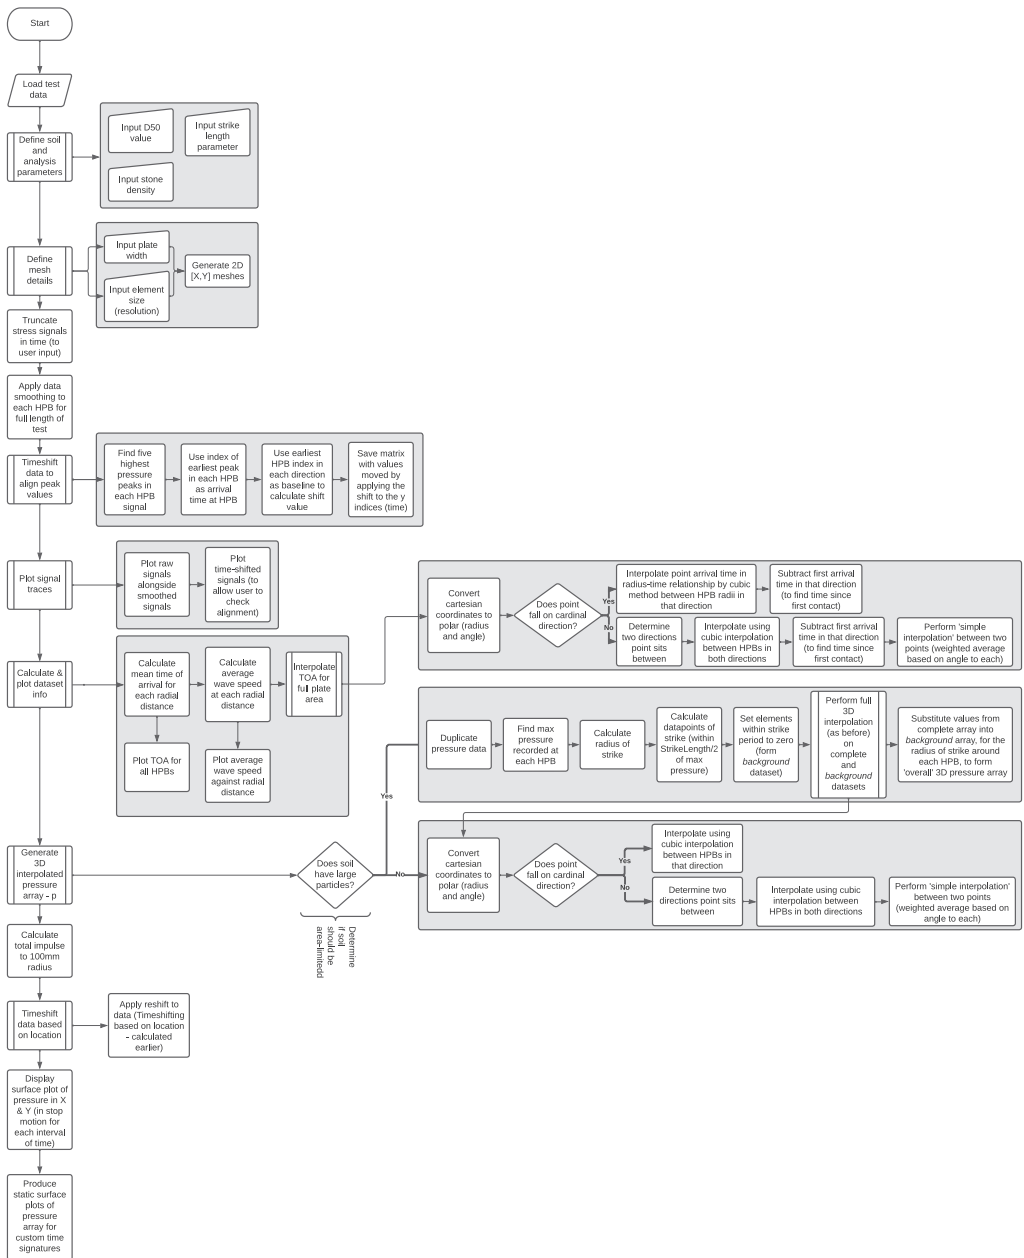 Start
Load test
data
Define soil
and
analysis
parameters
Input D50
value
Input strike
length
parameter
Input stone
density
Define
mesh
details
Input plate
width
Input element
size
(resolution)
Generate 2D
[X,Y] meshes
Truncate
stress signals
in time (to
user input)
Apply data
smoothing to
each HPB for
full length of
test
Timeshift
data to
align peak
values
Find five
highest
pressure
peaks in
each HPB
signal
Use index of
earliest peak
in each HPB
as arrival
time at HPB
Use earliest
HPB index in
each direction
as baseline to
calculate shift
value
Save matrix
with values
moved by
applying the
shift to the y
indices (time)
Plot signal
traces
Plot raw
signals
alongside
smoothed
signals
Plot
time-shifted
signals (to
allow user to
check
alignment)
Calculate &
plot dataset
info
Calculate
mean time of
arrival for
each radial
distance
Calculate
average
wave speed
at each radial
distance
Interpolate
TOA for
full plate
area
Plot TOA for
all HPBs
Plot average
wave speed
against radial
distance
Convert
cartesian
coordinates to
polar (radius
and angle)
Does point
fall on cardinal
direction?
Yes
No
Interpolate point arrival time in
radius-time relationship by cubic
method between HPB radii in
that direction
Subtract first arrival
time in that direction
(to find time since
first contact)
Determine
two directions
point sits
between
Interpolate using
cubic interpolation
between HPBs in
both directions
Subtract first arrival
time in that direction
(to find time since
first contact)
Perform 'simple
interpolation' between two
points (weighted average
based on angle to each)
Duplicate
pressure data
Find max
pressure
recorded at
each HPB
Calculate
radius of
strike
Calculate
datapoints of
strike (within
StrikeLength/2
of max
pressure)
Set elements
within strike
period to zero
(form
background
dataset)
Perform full
3D
interpolation
(as before)
on
complete
and
background
datasets
Substitute values from
complete array into
background array, for the
radius of strike around
each HPB, to form
'overall' 3D pressure array
Generate
3D
interpolated
pressure
array - p
Does soil
have large
particles?
Yes
No
Determine
if soil
should be
area-limitedd
Convert
cartesian
coordinates to
polar (radius
and angle)
Does point
fall on cardinal
direction?
Yes
No
Interpolate using
cubic interpolation
between HPBs in
that direction
Determine two
directions point sits
between
Interpolate using cubic
interpolation between
HPBs in both directions
Perform 'simple interpolation'
between two points
(weighted average based on
angle to each)
Calculate
total impulse
to 100mm
radius
Timeshift
data based
on location
Apply reshift to
data (Timeshifting
based on location
- calculated
earlier)
Display
surface plot of
pressure in X
& Y (in stop
motion for
each interval
of time)
Produce
static surface
plots of
pressure
array for
custom time
signatures